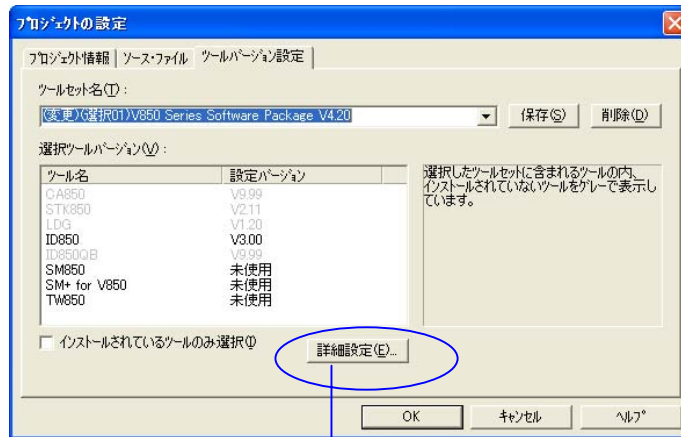 プロジェクトの設定
プロジェクト情報 ソース・ファイル ツールバージョン設定
ツールセット名(T):
(変更)(選択01)V850 Series Software Package V4.20 保存(S) 削除(D)
選択ツールバージョン(V):
ツール名 設定バージョン
CA850 V9.99
STK850 V2.11
LDG V1.20
ID850 V3.00
ID850QB V9.99
SM850 未使用
SM+ for V850 未使用
TW850 未使用
選択したツールセットに含まれるツールの内、
インストールされていないツールをグレーで表示し
ています。
インストールされているツールのみ選択(I)
詳細設定(E)...
OK キャンセル ヘルプ